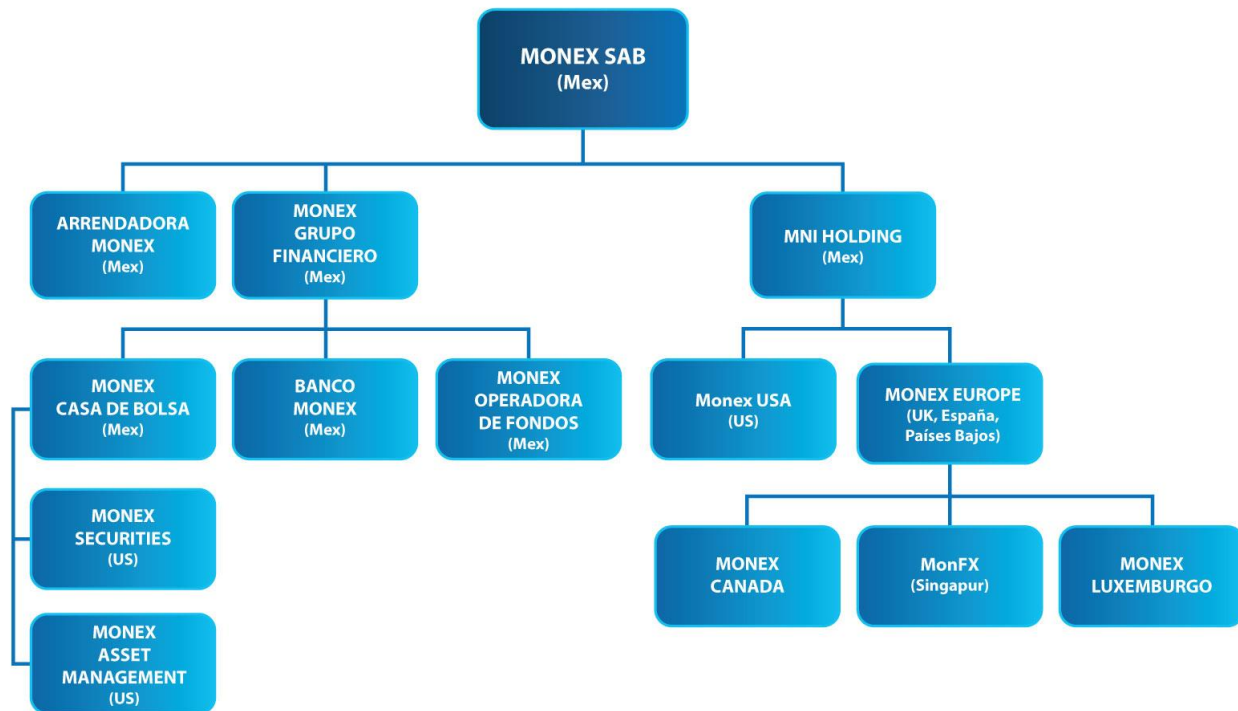 MONEX SAB
(Mex)
ARRENDADORA
MONEX
(Mex)
MONEX
GRUPO
FINANCIERO
(Mex)
MNI HOLDING
(Mex)
MONEX
CASA DE BOLSA
(Mex)
BANCO
MONEX
(Mex)
MONEX
OPERADORA
DE FONDOS
(Mex)
Monex USA
(US)
MONEX EUROPE
(UK, España,
Países Bajos)
MONEX
SECURITIES
(US)
MONEX
CANADA
MonFX
(Singapur)
MONEX
LUXEMBURGO
MONEX
ASSET
MANAGEMENT
(US)